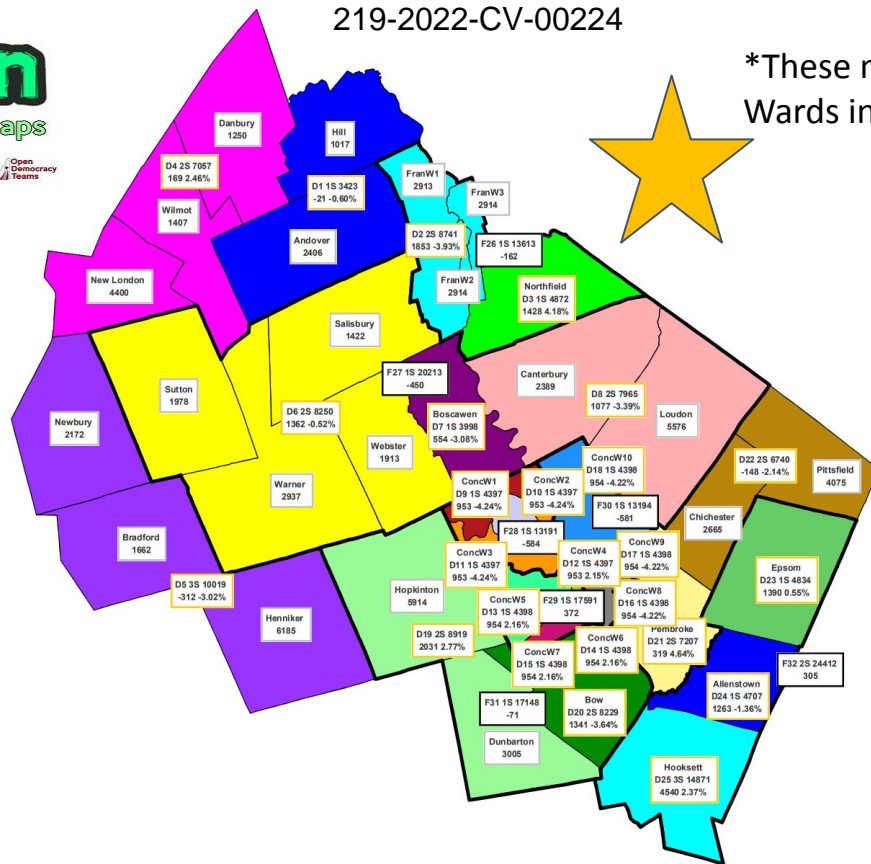 219-2022-CV-00224
*These
Wards in
aps
Open
Democracy
Teams
Danbury
1250
Hill
1017
D4 2S 7057
169 2.46%
D1 1S 3423
-21 -0.60%
FranW1
2913
FranW3
2914
Wilmot
1407
Andover
2406
D2 2S 8741
1853 -3.93%
F26 1S 13613
-162
New London
4400
FranW2
2914
Northfield
D3 1S 4872
1428 4.18%
Salisbury
1422
Sutton
1978
F27 1S 20213
-450
Canterbury
2389
D8 2S 7965
1077 -3.39%
Loudon
5576
Newbury
2172
D6 2S 8250
1362 -0.52%
Boscawen
D7 1S 3998
554 -3.08%
Webster
1913
D22 2S 6740
-148 -2.14%
Pittsfield
4075
Warner
2937
ConcW1
D9 1S 4397
953 -4.24%
ConcW2
D10 1S 4397
953 -4.24%
ConcW10
D18 1S 4398
954 -4.22%
F30 1S 13194
-581
Chichester
2665
Bradford
1662
F28 1S 13191
-584
ConcW3
D11 1S 4397
953 -4.24%
ConcW4
D12 1S 4397
953 2.15%
ConcW9
D17 1S 4398
954 -4.22%
Epsom
D23 1S 4834
1390 0.55%
D5 3S 10019
-312 -3.02%
Hopkinton
5914
ConcW5
D13 1S 4398
954 2.16%
F29 1S 17591
372
ConcW8
D16 1S 4398
954 -4.22%
Henniker
6185
D19 2S 8919
2031 2.77%
ConcW7
D15 1S 4398
954 2.16%
ConcW6
D14 1S 4398
954 2.16%
Pembroke
D21 2S 7207
319 4.64%
F32 2S 24412
305
Allenstown
D24 1S 4707
1263 -1.36%
F31 1S 17148
-71
Bow
D20 2S 8229
1341 -3.64%
Dunbarton
3005
Hooksett
D25 3S 14871
4540 2.37%